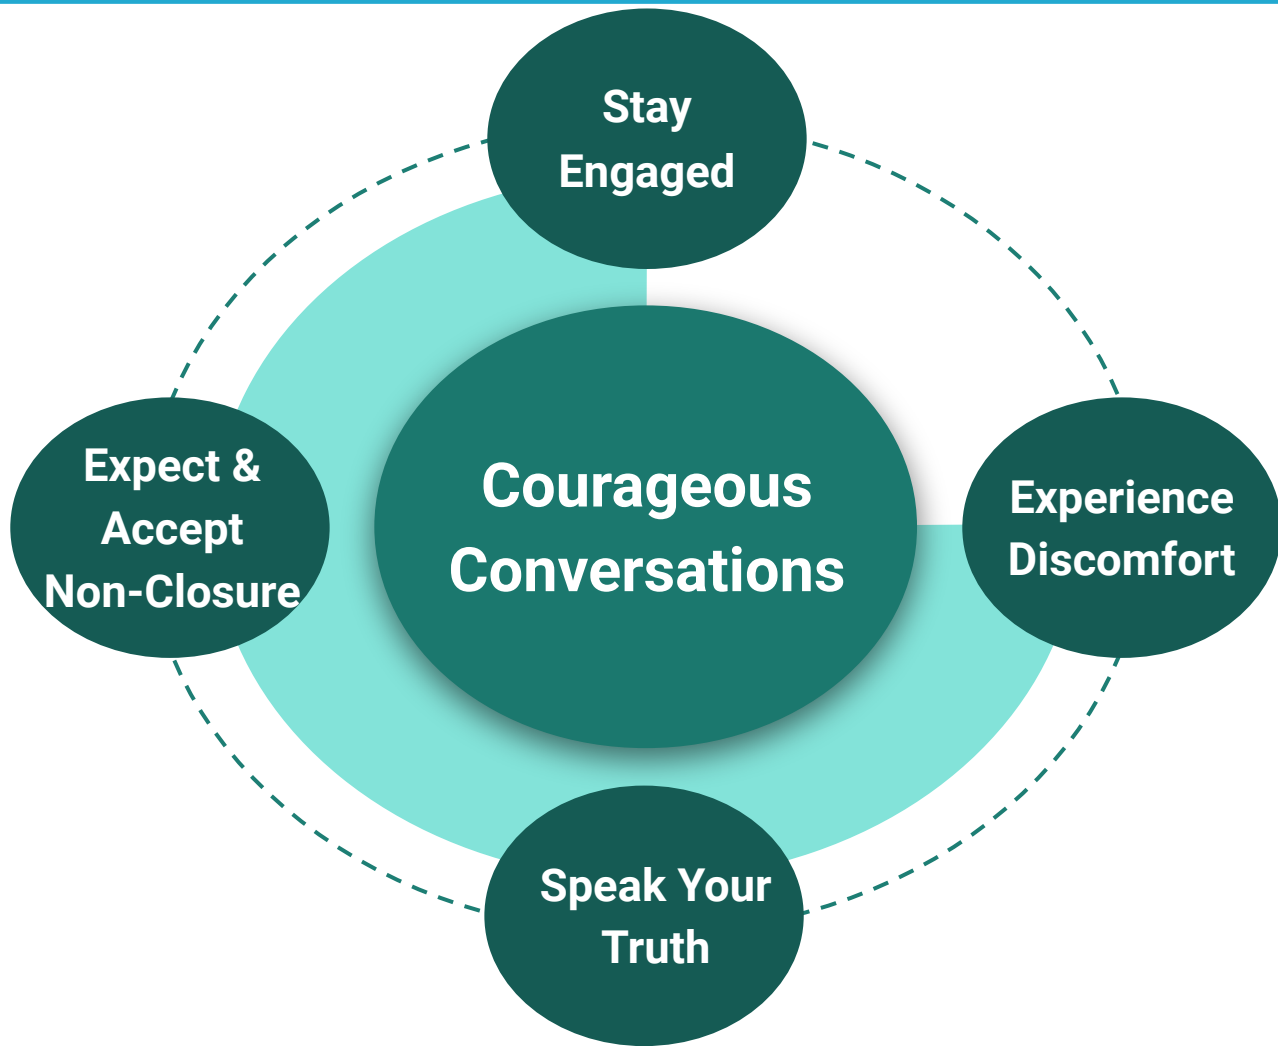 Stay
Engaged
Expect &
Accept
Non-Closure
Courageous
Conversations
Experience
Discomfort
Speak Your
Truth